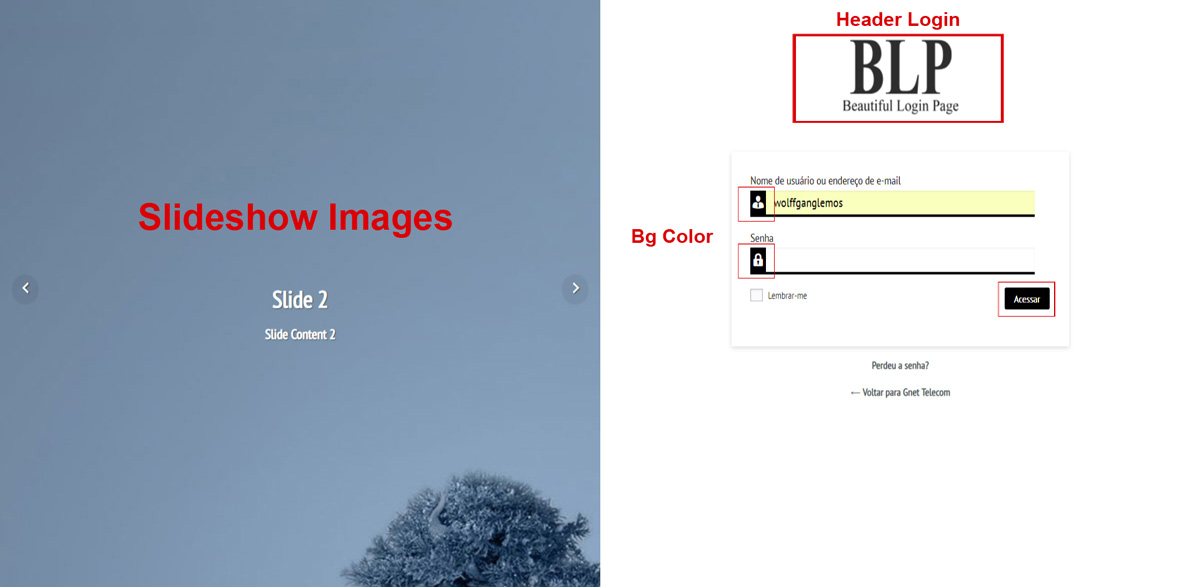 Slideshow Images
Slide 2
Slide Content 2
Header Login
BLP
Beautiful Login Page
Nome de usuário ou endereço de e-mail
wolffganglemos
Bg Color
Senha
Lembrar-me
Acessar
Perdeu a senha?
← Voltar para Gnet Telecom